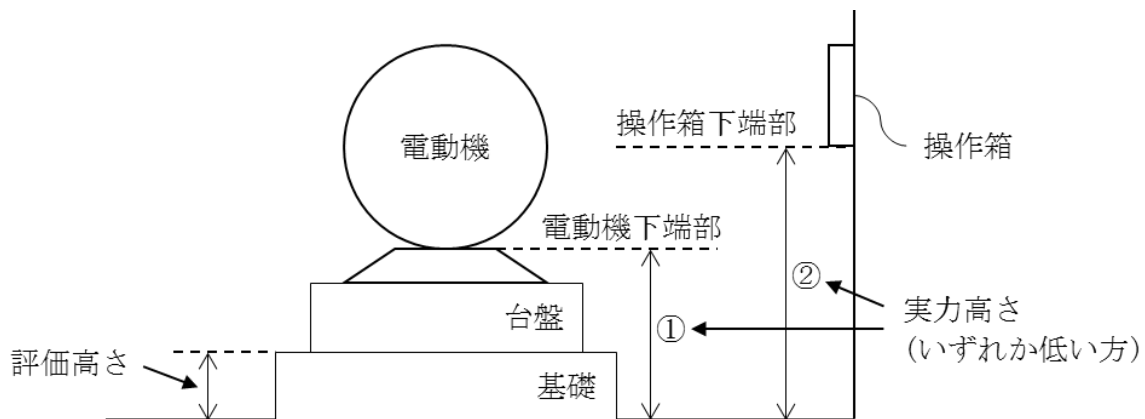 電動機
操作箱下端部
操作箱
電動機下端部
②
①
実力高さ
(いずれか低い方)
台盤
評価高さ
基礎